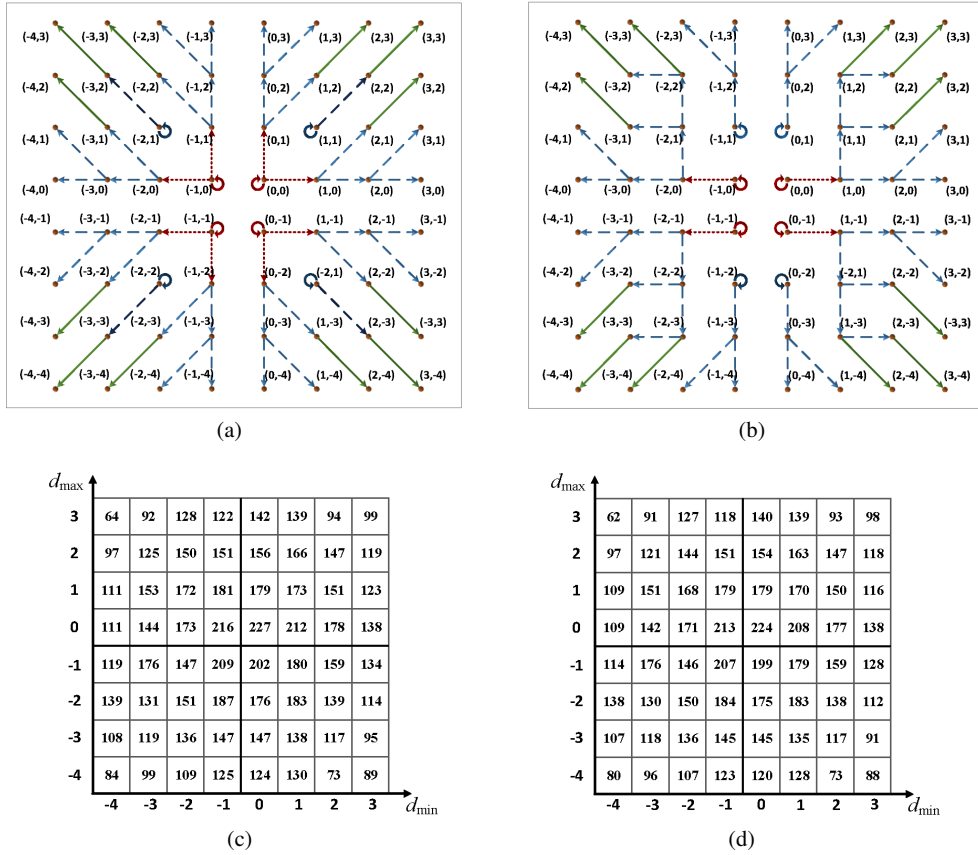 (-4,3) (-3,3) (-2,3) (-1,3) (0,3) (1,3) (2,3) (3,3)
(-4,2) (-3,2) (-2,2) (-1,2) (0,2) (1,2) (2,2) (3,2)
(-4,1) (-3,1) (-2,1) (-1,1) (0,1) (1,1) (2,1) (3,1)
(-4,0) (-3,0) (-2,0) (-1,0) (0,0) (1,0) (2,0) (3,0)
(-4,-1) (-3,-1) (-2,-1) (-1,-1) (0,-1) (1,-1) (2,-1) (3,-1)
(-4,-2) (-3,-2) (-2,-2) (-1,-2) (0,-2) (-2,1) (2,-2) (3,-2)
(-4,-3) (-3,-3) (-2,-3) (-1,-3) (0,-3) (1,-3) (2,-3) (-3,3)
(-4,-4) (-3,-4) (-2,-4) (-1,-4) (0,-4) (1,-4) (2,-4) (3,-4)
(a)
(-4,3) (-3,3) (-2,3) (-1,3) (0,3) (1,3) (2,3) (3,3)
(-4,2) (-3,2) (-2,2) (-1,2) (0,2) (1,2) (2,2) (3,2)
(-4,1) (-3,1) (-2,1) (-1,1) (0,1) (1,1) (2,1) (3,1)
(-4,0) (-3,0) (-2,0) (-1,0) (0,0) (1,0) (2,0) (3,0)
(-4,-1) (-3,-1) (-2,-1) (-1,-1) (0,-1) (1,-1) (2,-1) (3,-1)
(-4,-2) (-3,-2) (-2,-2) (-1,-2) (0,-2) (-2,1) (2,-2) (3,-2)
(-4,-3) (-3,-3) (-2,-3) (-1,-3) (0,-3) (1,-3) (2,-3) (-3,3)
(-4,-4) (-3,-4) (-2,-4) (-1,-4) (0,-4) (1,-4) (2,-4) (3,-4)
(b)
dmax
3 64 92 128 122 142 139 94 99
2 97 125 150 151 156 166 147 119
1 111 153 172 181 179 173 151 123
0 111 144 173 216 227 212 178 138
-1 119 176 147 209 202 180 159 134
-2 139 131 151 187 176 183 139 114
-3 108 119 136 147 147 138 117 95
-4 84 99 109 125 124 130 73 89
-4 -3 -2 -1 0 1 2 3 dmin
(c)
dmax
3 62 91 127 118 140 139 93 98
2 97 121 144 151 154 163 147 118
1 109 151 168 179 179 170 150 116
0 109 142 171 213 224 208 177 138
-1 114 176 146 207 199 179 159 128
-2 138 130 150 184 175 183 138 112
-3 107 118 136 145 145 135 117 91
-4 80 96 107 123 120 128 73 88
-4 -3 -2 -1 0 1 2 3 dmin
(d)